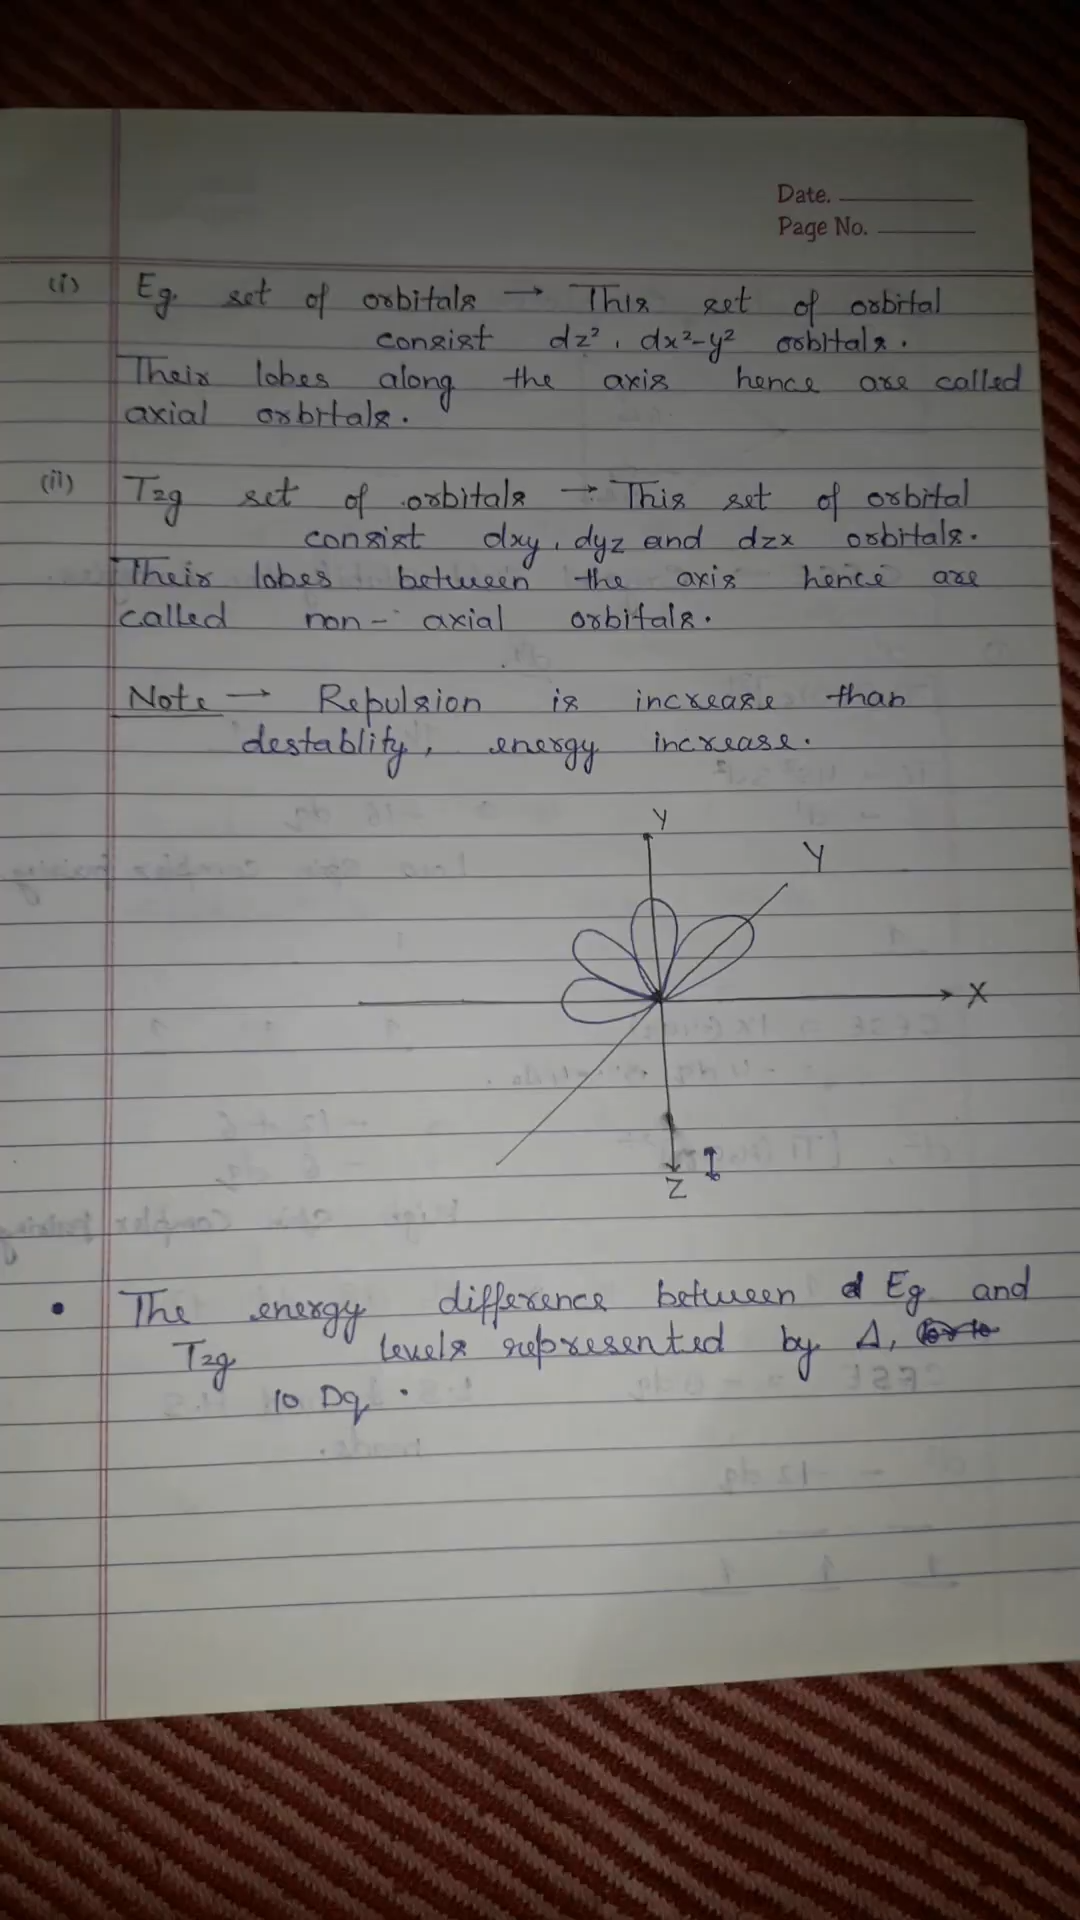 Date.
Page No.
(i) Eg set of orbitals → This set of orbital
consist dz², dx²-y² orbitals.
Their lobes along the axis hence are called
axial orbitals.
(ii) T2g set of orbitals → This set of orbital
consist dxy, dyz and dzx orbitals.
Their lobes between the axis hence are
called non- axial orbitals.
Note → Repulsion is increase than
destablity, energy increase.
Y
Y
X
Z
• The energy difference between Eg and
T2g levels represented by Δ,
10 Dq.